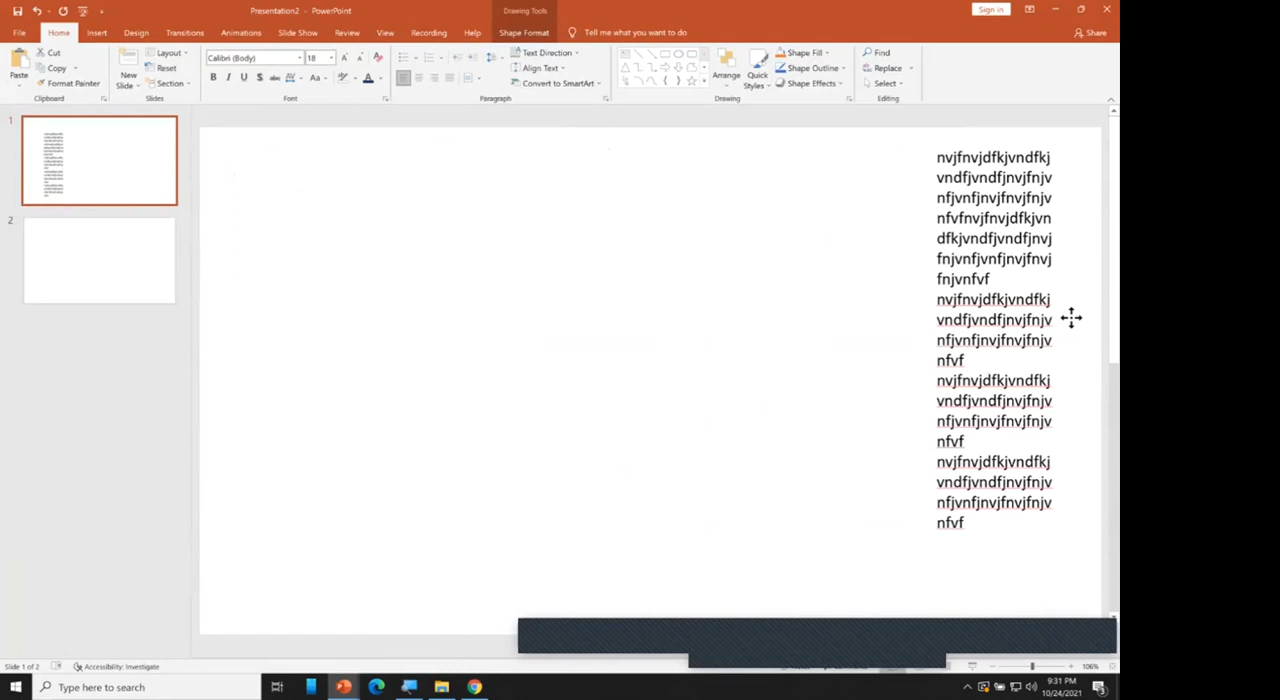 Presentation2 - PowerPoint
Drawing Tools
Sign in
File
Home
Insert
Design
Transitions
Animations
Slide Show
Review
View
Recording
Help
Shape Format
Tell me what you want to do
Share
Paste
Cut
Copy
Format Painter
Clipboard
New
Slide
Layout
Reset
Section
Slides
Calibri (Body)
18
Font
Text Direction
Align Text
Convert to SmartArt
Paragraph
Arrange
Quick
Styles
Shape Fill
Shape Outline
Shape Effects
Drawing
Find
Replace
Select
Editing
1
2
nvjfnvjdfkjvndfkj
vndfjvndfjnvjfnjv
nfjvnfjnvjfnvjfnjv
nfvfnvjfnvjdfkjvn
dfkjvndfjvndfjnvj
fnjvnfjvnfjnvjfnvj
fnjvnfvf
nvjfnvjdfkjvndfkj
vndfjvndfjnvjfnjv
nfjvnfjnvjfnvjfnjv
nfvf
nvjfnvjdfkjvndfkj
vndfjvndfjnvjfnjv
nfjvnfjnvjfnvjfnjv
nfvf
nvjfnvjdfkjvndfkj
vndfjvndfjnvjfnjv
nfjvnfjnvjfnvjfnjv
nfvf
Slide 1 of 2
Accessibility: Investigate
106%
Type here to search
9:31 PM
10/24/2021